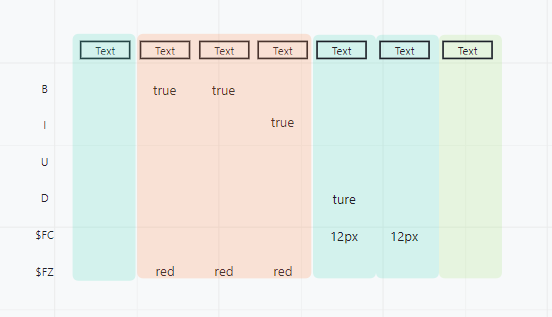 Text Text Text Text Text Text Text
B true true
I true
U
D ture
$FC 12px 12px
$FZ red red red